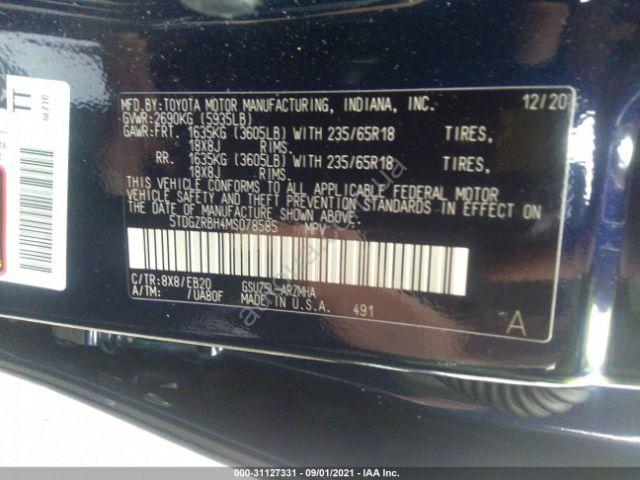 MFD.BY:TOYOTA MOTOR MANUFACTURING, INDIANA, INC. 12/20
GVWR:2690KG (5935LB)
GAWR:FRT. 1635KG (3605LB) WITH 235/65R18 TIRES,
18X8J RIMS.
RR. 1635KG (3605LB) WITH 235/65R18 TIRES,
18X8J RIMS.
THIS VEHICLE CONFORMS TO ALL APPLICABLE FEDERAL MOTOR
VEHICLE SAFETY AND THEFT PREVENTION STANDARDS IN EFFECT
ON THE DATE OF MANUFACTURE SHOWN ABOVE.
5TDGZRBH4MS078585 MPV
C/TR:8X8/EB20 GSU75L-ARZMHA
A/TM: /UA80F MADE IN U.S.A. 491
A
TT
000-31127331 - 09/01/2021 - IAA Inc.